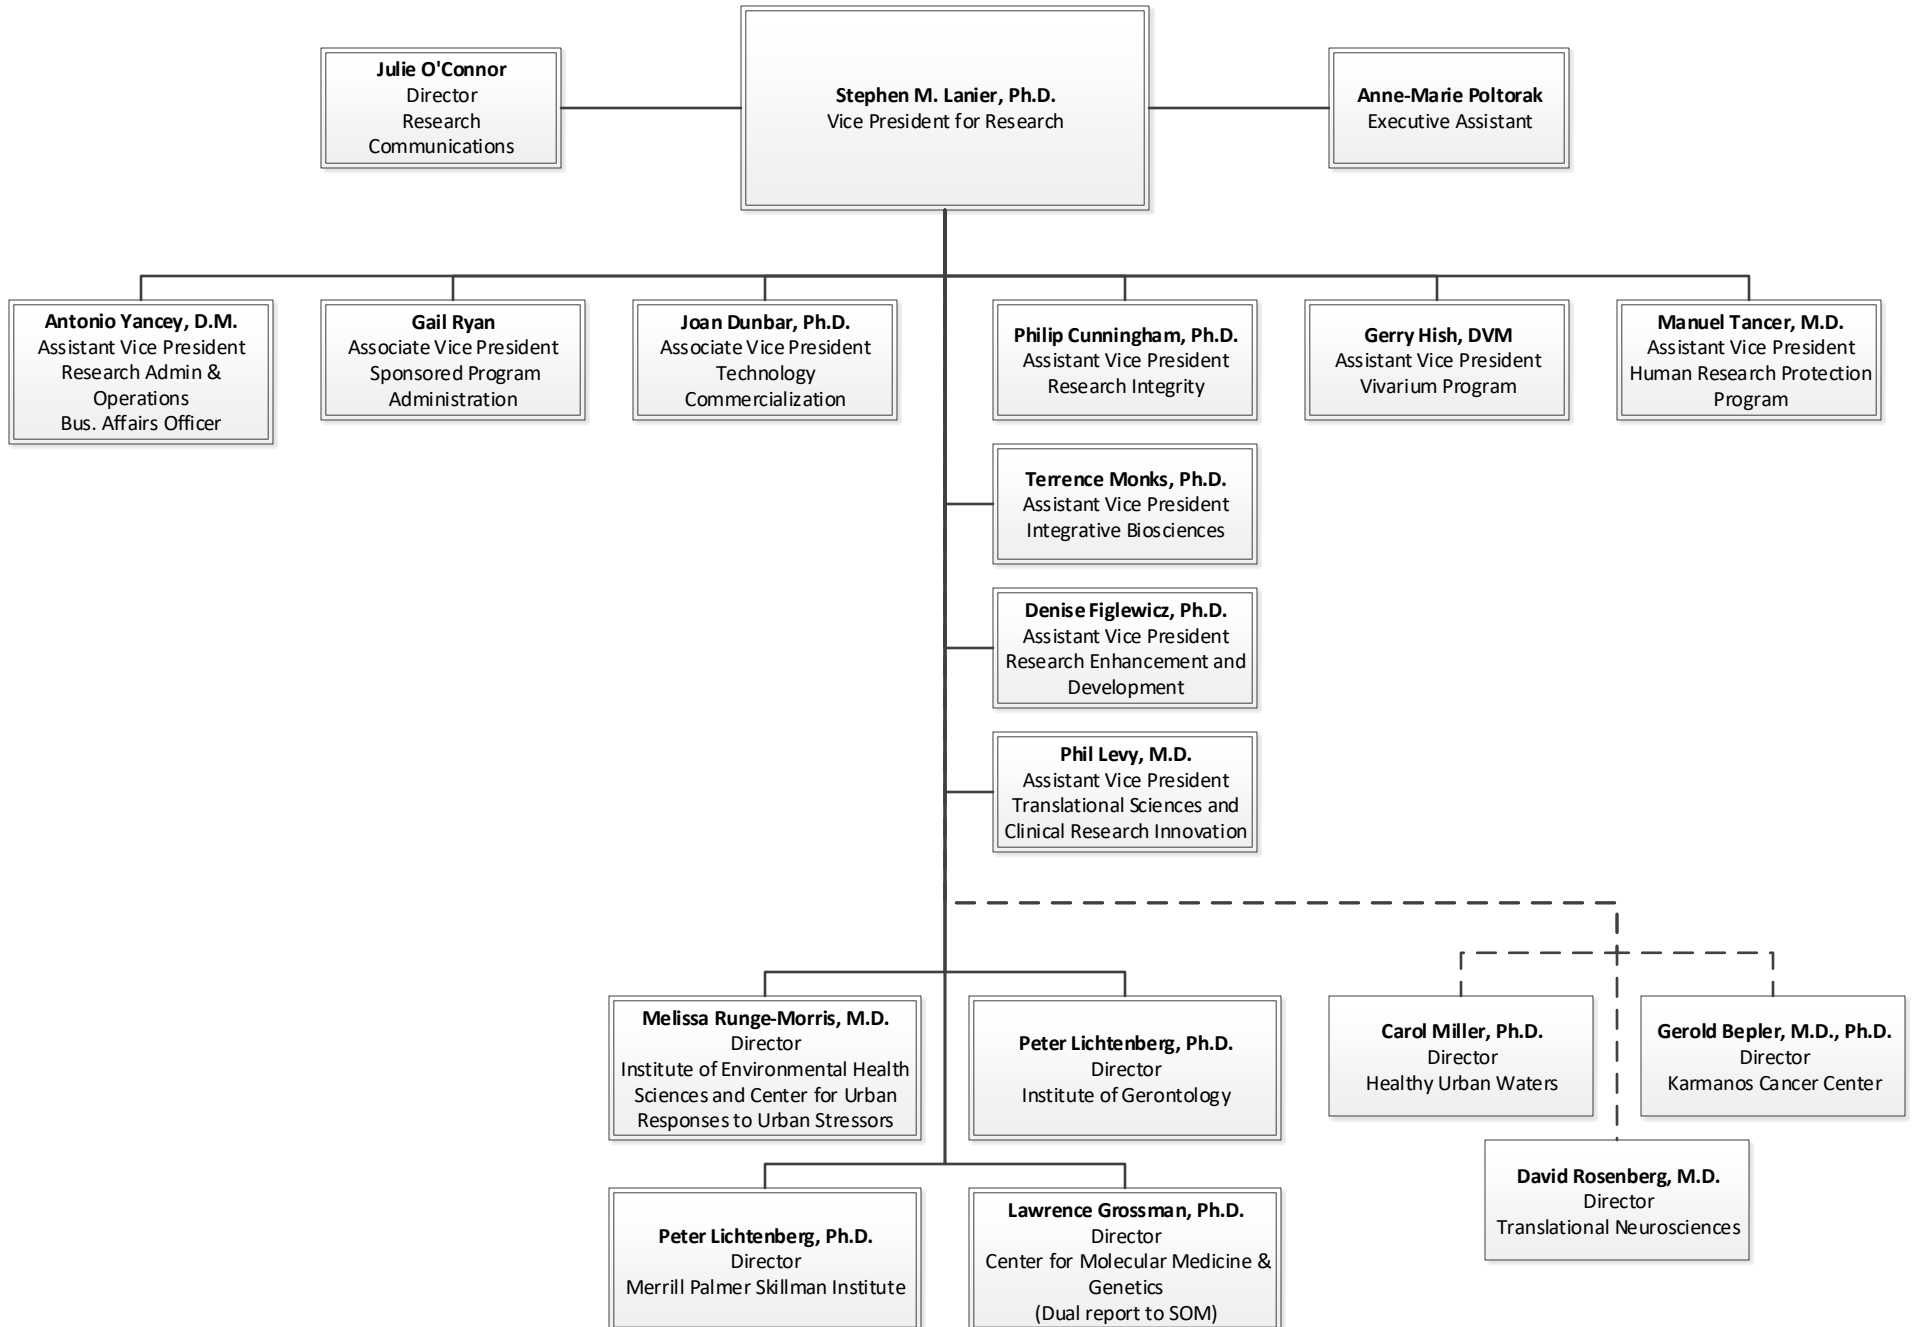 Julie O'Connor
Director
Research
Communications
Stephen M. Lanier, Ph.D.
Vice President for Research
Anne-Marie Poltorak
Executive Assistant
Antonio Yancey, D.M.
Assistant Vice President
Research Admin &
Operations
Bus. Affairs Officer
Gail Ryan
Associate Vice President
Sponsored Program
Administration
Joan Dunbar, Ph.D.
Associate Vice President
Technology
Commercialization
Philip Cunningham, Ph.D.
Assistant Vice President
Research Integrity
Gerry Hish, DVM
Assistant Vice President
Vivarium Program
Manuel Tancer, M.D.
Assistant Vice President
Human Research Protection
Program
Terrence Monks, Ph.D.
Assistant Vice President
Integrative Biosciences
Denise Figlewicz, Ph.D.
Assistant Vice President
Research Enhancement and
Development
Phil Levy, M.D.
Assistant Vice President
Translational Sciences and
Clinical Research Innovation
Melissa Runge-Morris, M.D.
Director
Institute of Environmental Health
Sciences and Center for Urban
Responses to Urban Stressors
Peter Lichtenberg, Ph.D.
Director
Institute of Gerontology
Carol Miller, Ph.D.
Director
Healthy Urban Waters
Gerold Bepler, M.D., Ph.D.
Director
Karmanos Cancer Center
David Rosenberg, M.D.
Director
Translational Neurosciences
Peter Lichtenberg, Ph.D.
Director
Merrill Palmer Skillman Institute
Lawrence Grossman, Ph.D.
Director
Center for Molecular Medicine &
Genetics
(Dual report to SOM)